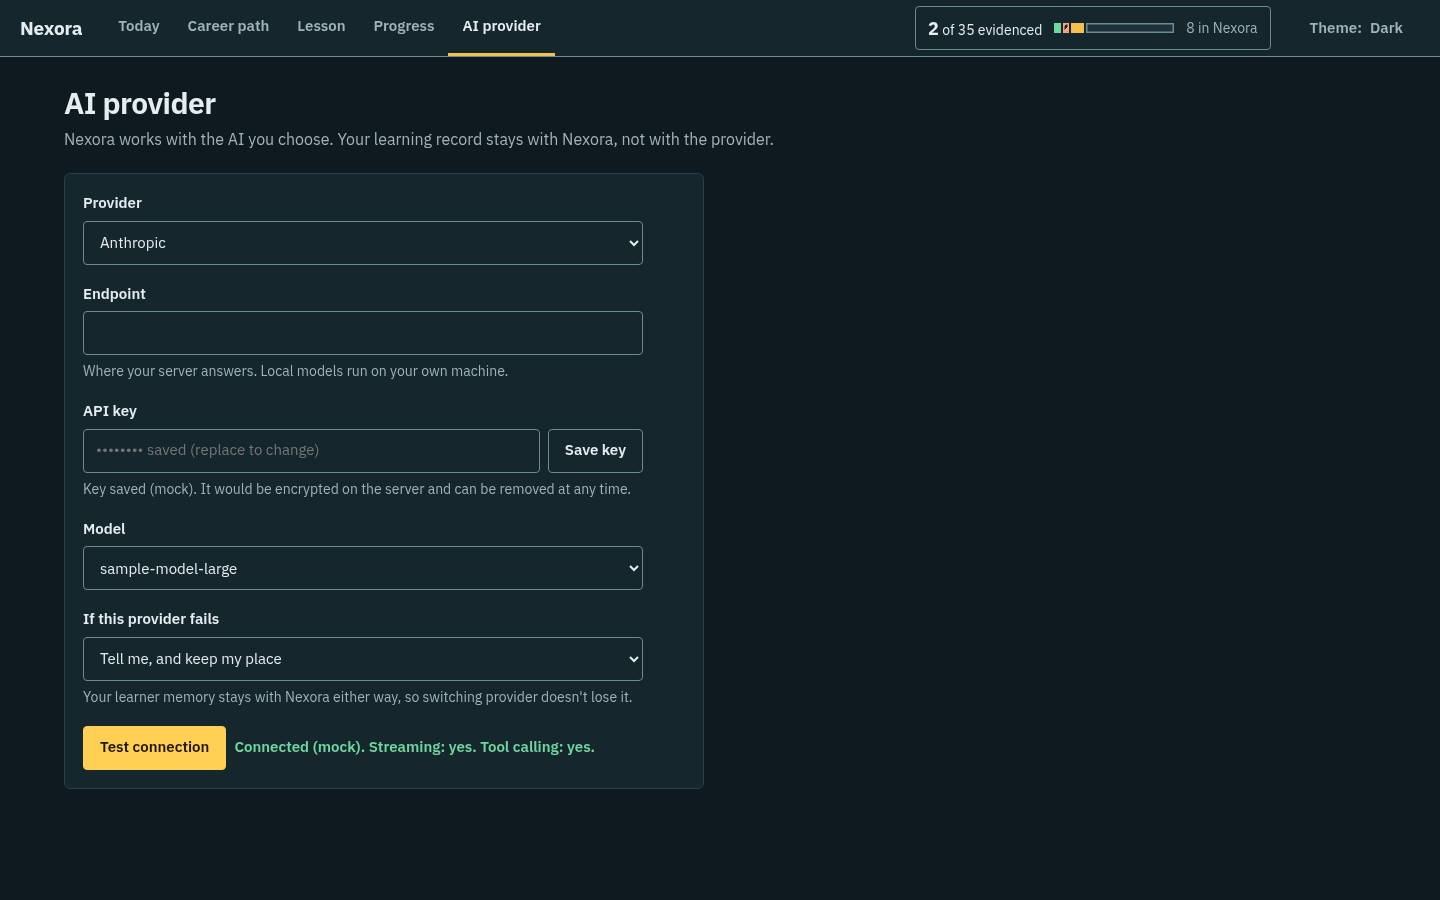 Nexora Today Career path Lesson Progress AI provider 2 of 35 evidenced 8 in Nexora Theme: Dark
AI provider
Nexora works with the AI you choose. Your learning record stays with Nexora, not with the provider.
Provider
Anthropic
Endpoint
Where your server answers. Local models run on your own machine.
API key
•••••••• saved (replace to change) Save key
Key saved (mock). It would be encrypted on the server and can be removed at any time.
Model
sample-model-large
If this provider fails
Tell me, and keep my place
Your learner memory stays with Nexora either way, so switching provider doesn't lose it.
Test connection Connected (mock). Streaming: yes. Tool calling: yes.